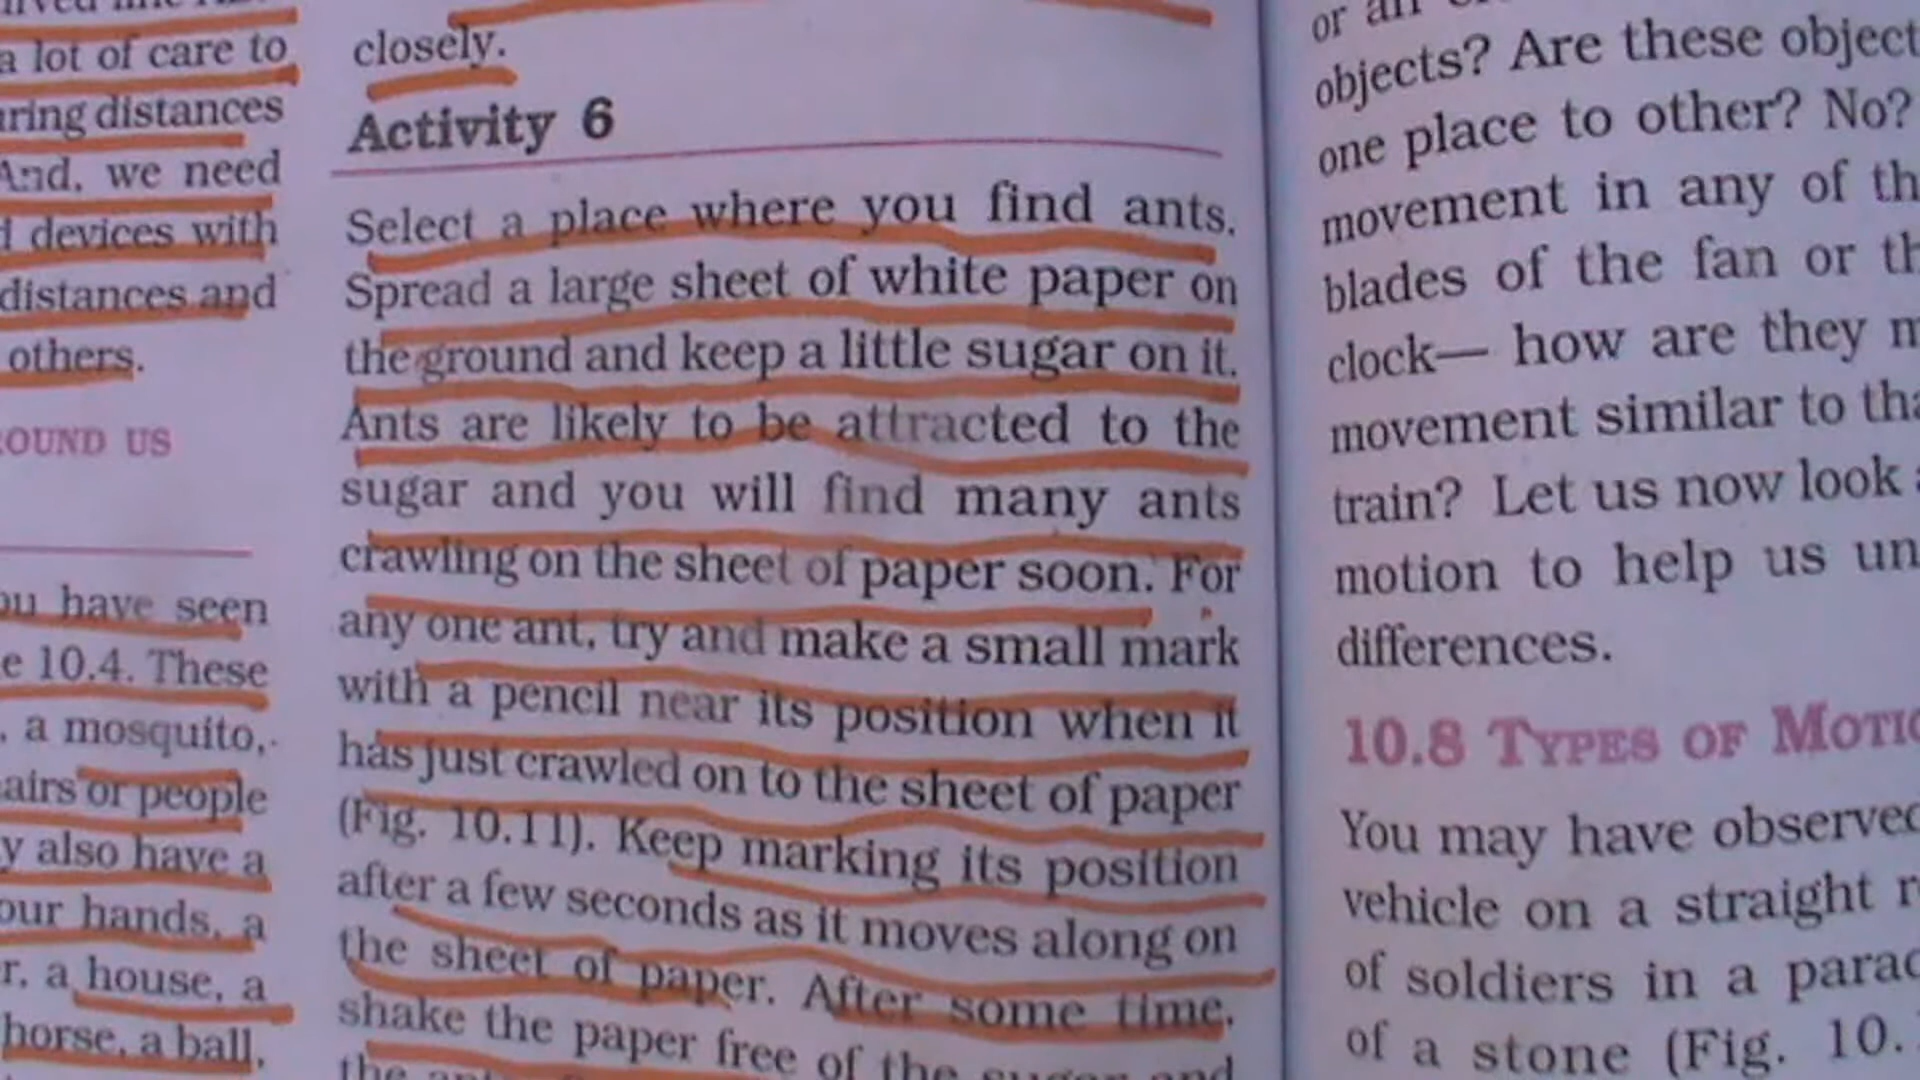 a lot of care to
distances
And, we need
devices with
distances and
others.
OUND US
have seen
e 10.4. These
a mosquito,
or people
y also have a
our hands, a
r, a house, a
horse, a ball,
closely.
Activity 6
Select a place where you find ants.
Spread a large sheet of white paper on
the ground and keep a little sugar on it.
Ants are likely to be attracted to the
sugar and you will find many ants
crawling on the sheet of paper soon. For
any one ant, try and make a small mark
with a pencil near its position when it
has just crawled on to the sheet of paper
(Fig. 10.11). Keep marking its position
after a few seconds as it moves along on
the sheet of paper. After some time,
shake the paper free of the sugar and
the
or an
objects? Are these object
one place to other? No?
movement in any of th
blades of the fan or th
clock— how are they m
movement similar to tha
train? Let us now look a
motion to help us un
differences.
10.8 TYPES OF MOTIO
You may have observed
vehicle on a straight r
of soldiers in a parad
of a stone (Fig. 10.